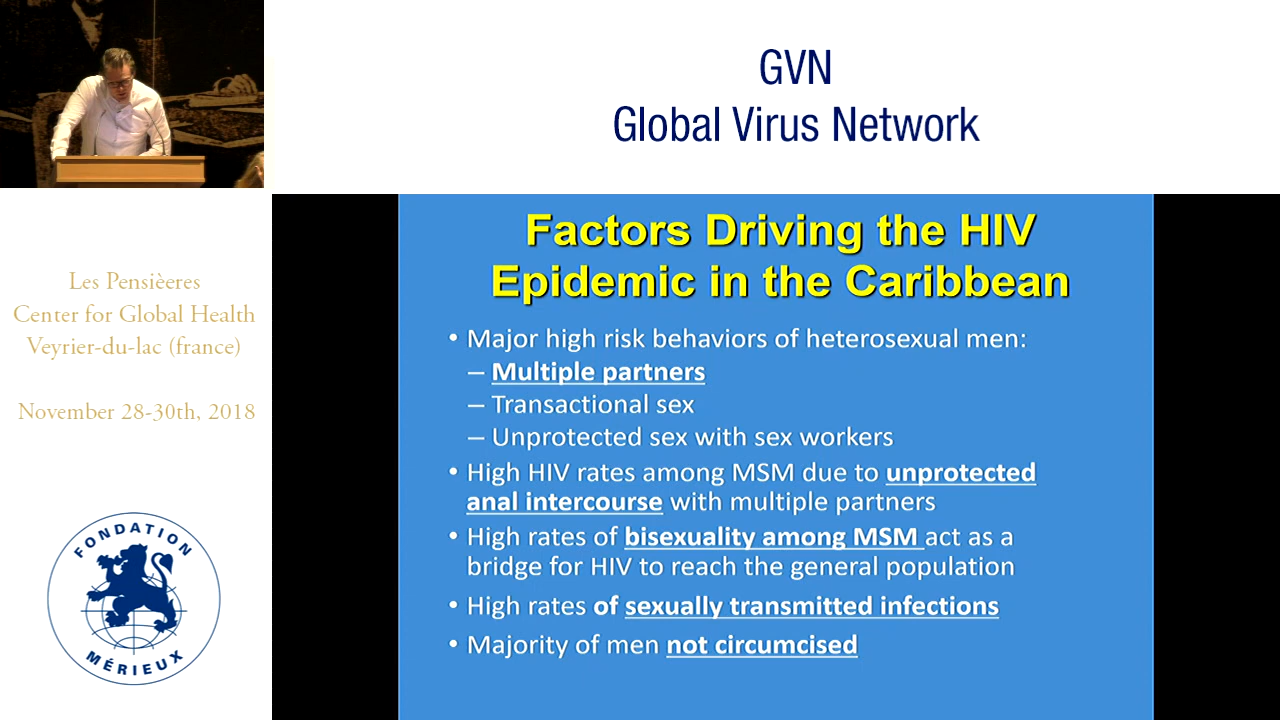 GVN
Global Virus Network
Les Pensièeres
Center for Global Health
Veyrier-du-lac (france)
November 28-30th, 2018
FONDATION
MÉRIEUX
Factors Driving the HIV
Epidemic in the Caribbean
• Major high risk behaviors of heterosexual men:
– Multiple partners
– Transactional sex
– Unprotected sex with sex workers
• High HIV rates among MSM due to unprotected
anal intercourse with multiple partners
• High rates of bisexuality among MSM act as a
bridge for HIV to reach the general population
• High rates of sexually transmitted infections
• Majority of men not circumcised